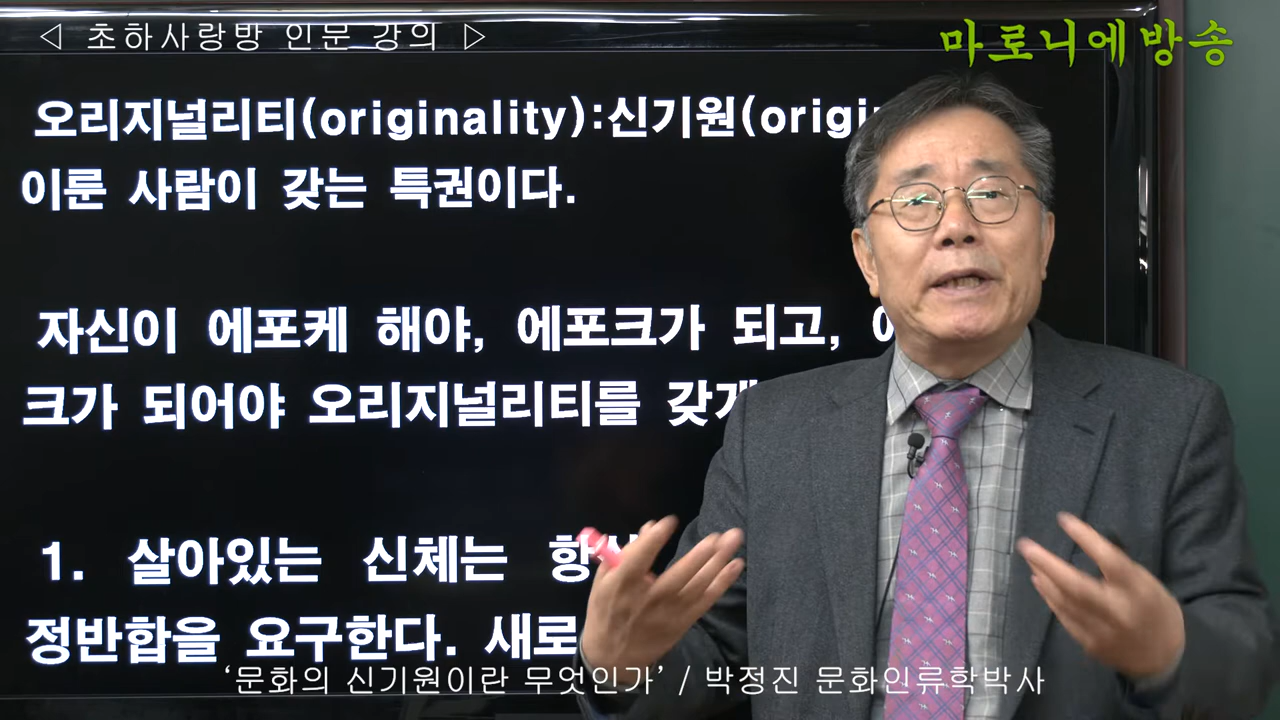 ◁ 초하사랑방 인문 강의 ▷
마로니에방송
오리지널리티(originality):신기원(origin
이룬 사람이 갖는 특권이다.
자신이 에포케 해야, 에포크가 되고,
크가 되어야 오리지널리티를 갖게
1. 살아있는 신체는 항상
정반합을 요구한다. 새로
‘문화의 신기원이란 무엇인가’ / 박정진 문화인류학박사